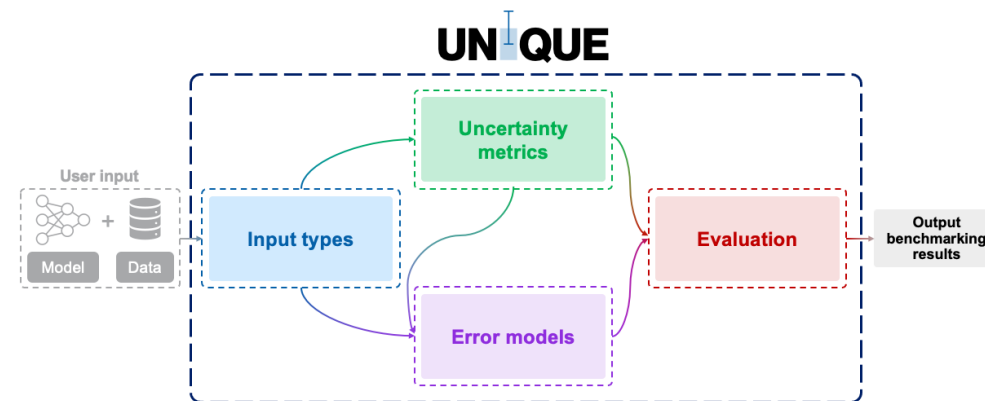 UNIQUE
Uncertainty
metrics
User input
+
Model
Data
Input types
Evaluation
Output
benchmarking
results
Error models